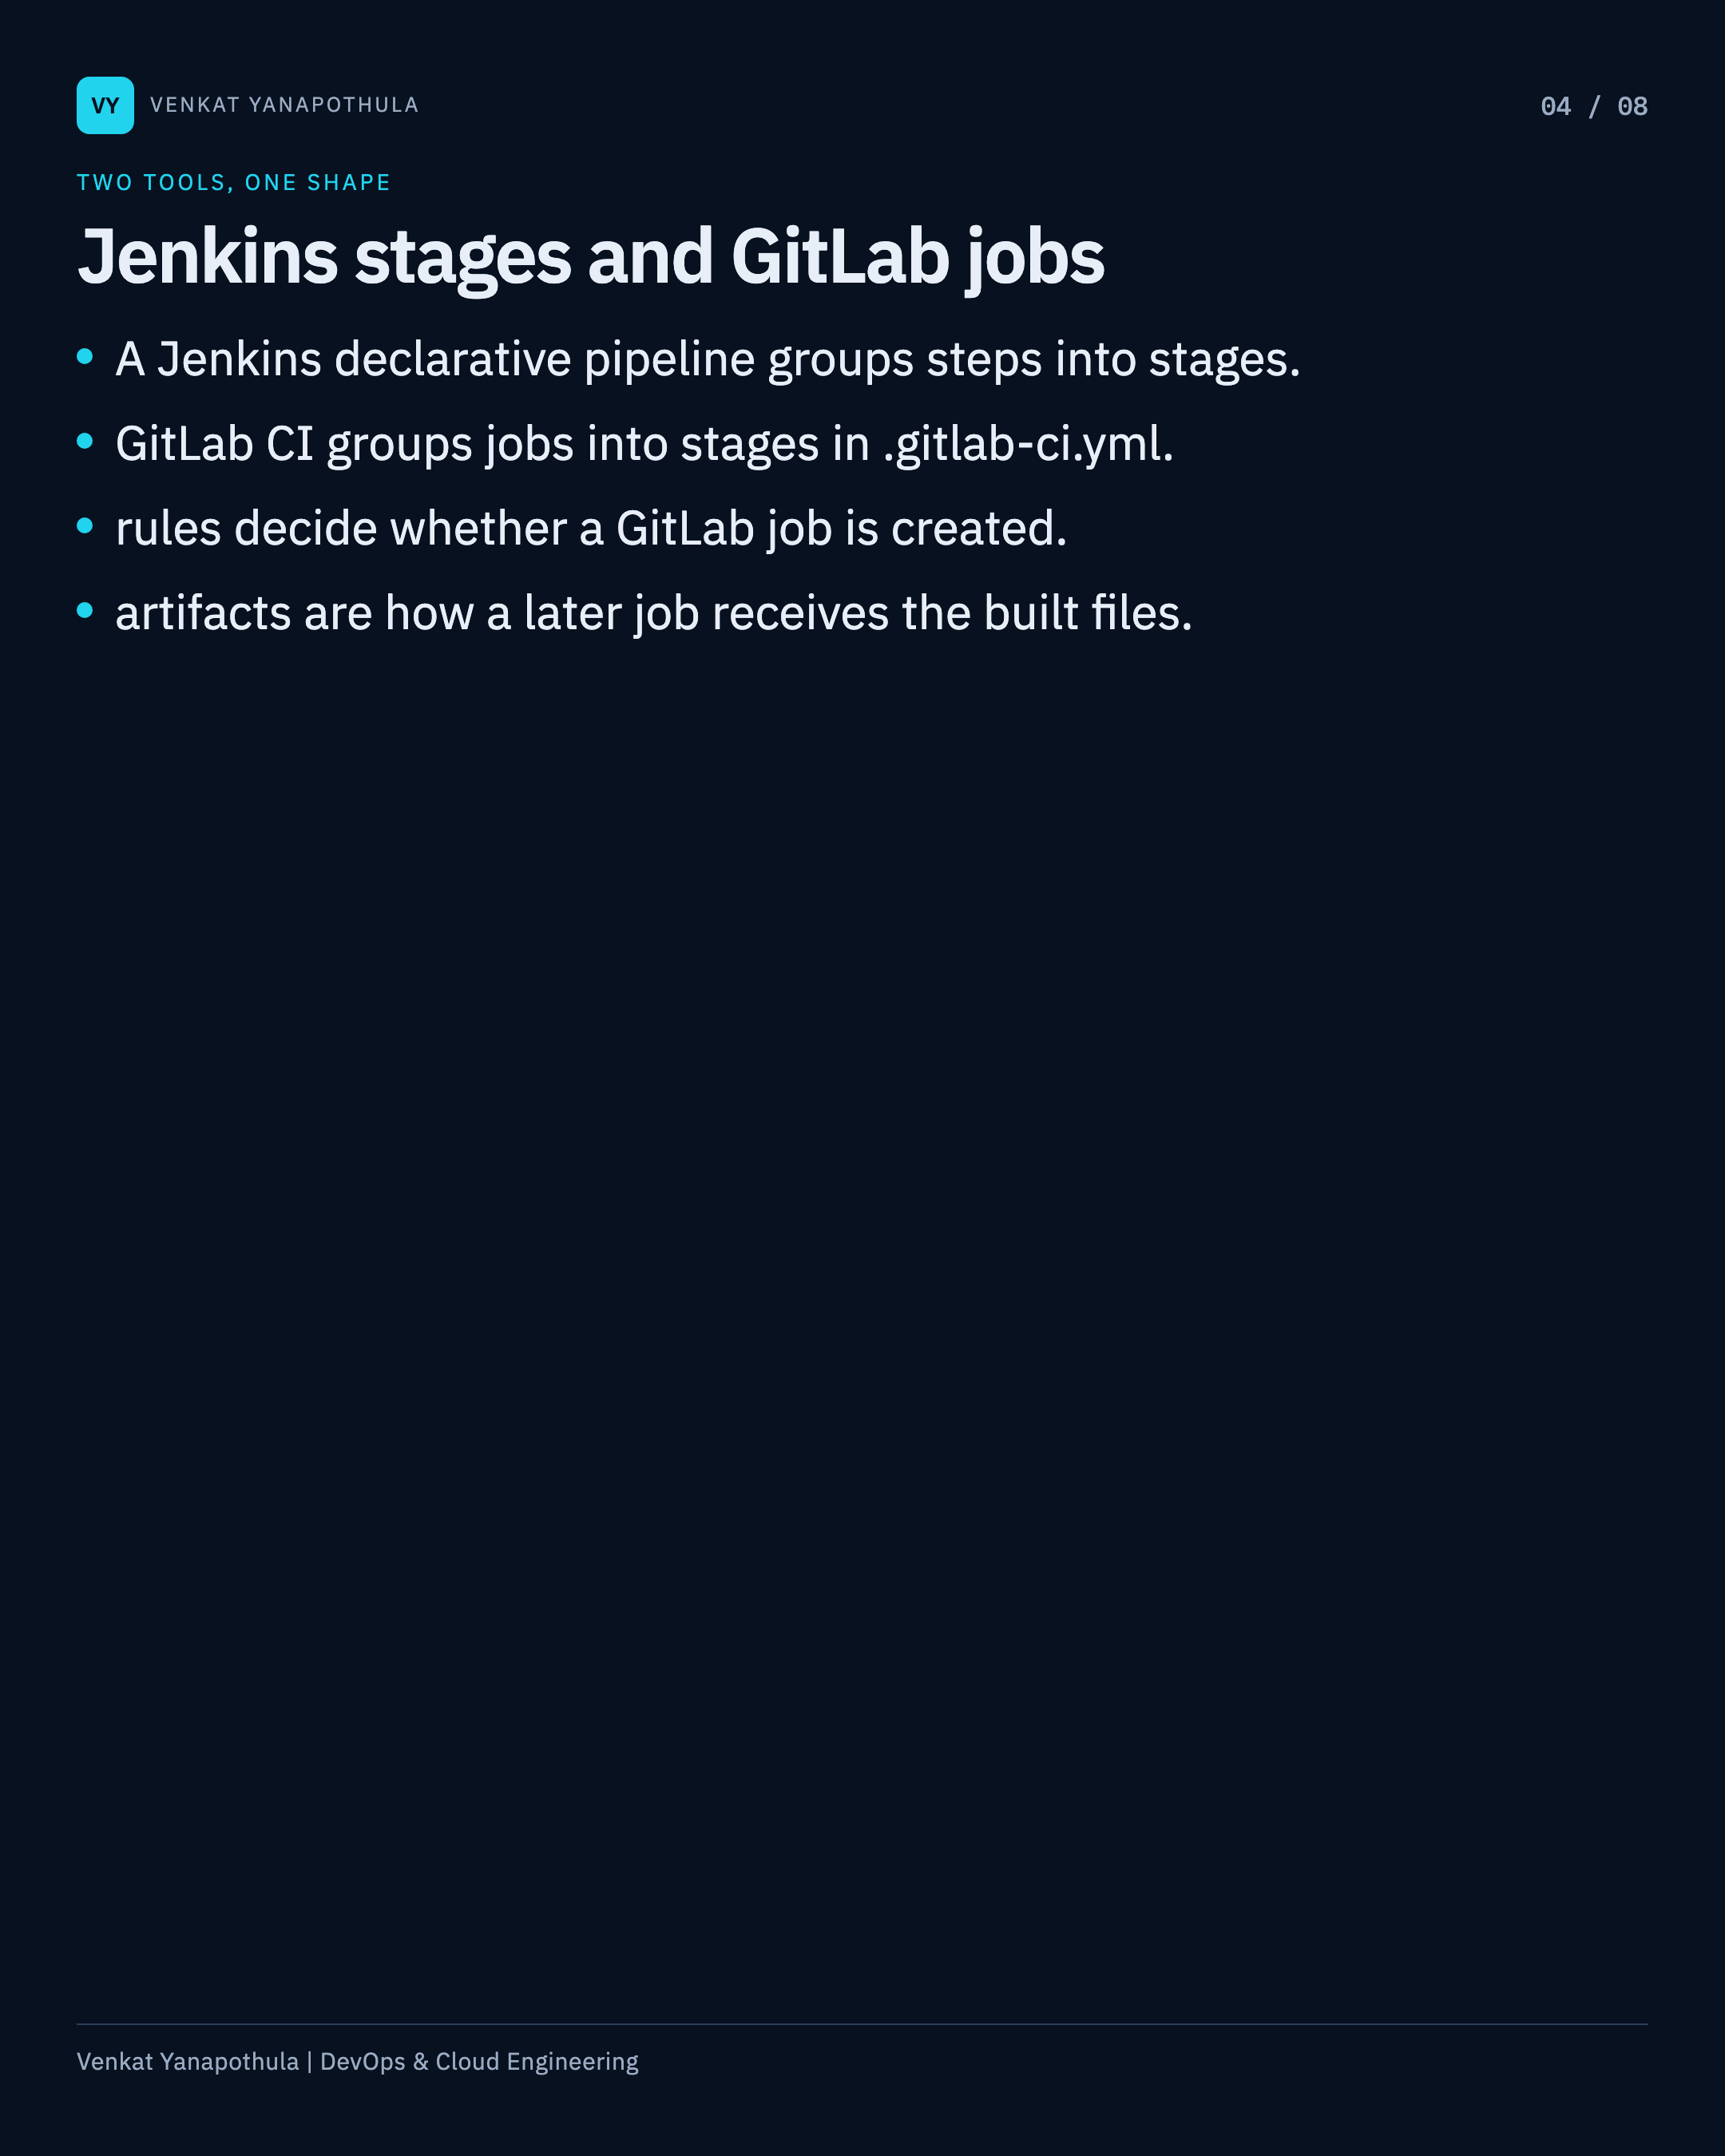 VY VENKAT YANAPOTHULA
04 / 08
TWO TOOLS, ONE SHAPE
Jenkins stages and GitLab jobs
A Jenkins declarative pipeline groups steps into stages.
GitLab CI groups jobs into stages in .gitlab-ci.yml.
rules decide whether a GitLab job is created.
artifacts are how a later job receives the built files.
Venkat Yanapothula | DevOps & Cloud Engineering